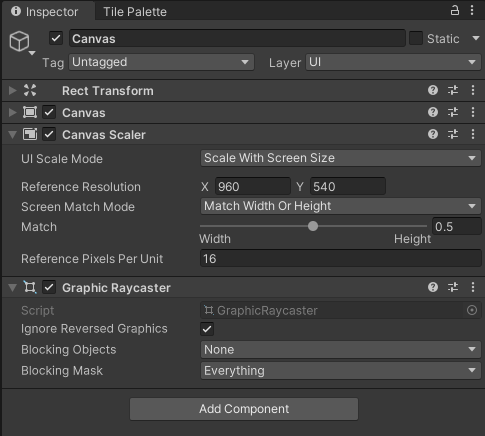 Inspector Tile Palette
Canvas Static
Tag Untagged Layer UI
Rect Transform
Canvas
Canvas Scaler
UI Scale Mode Scale With Screen Size
Reference Resolution X 960 Y 540
Screen Match Mode Match Width Or Height
Match 0.5
Width Height
Reference Pixels Per Unit 16
Graphic Raycaster
Script GraphicRaycaster
Ignore Reversed Graphics
Blocking Objects None
Blocking Mask Everything
Add Component